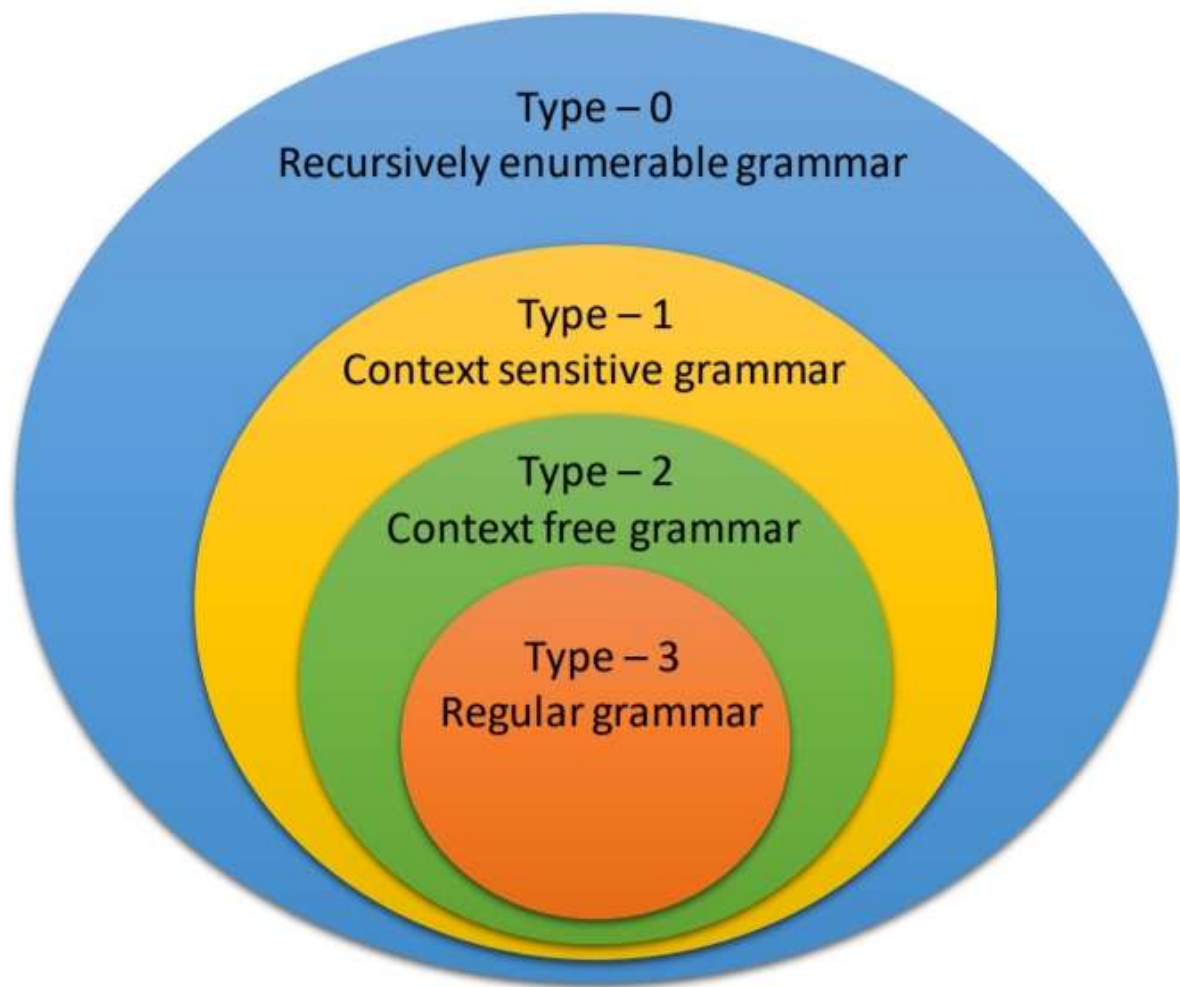 Type – 0
Recursively enumerable grammar
Type – 1
Context sensitive grammar
Type – 2
Context free grammar
Type – 3
Regular grammar